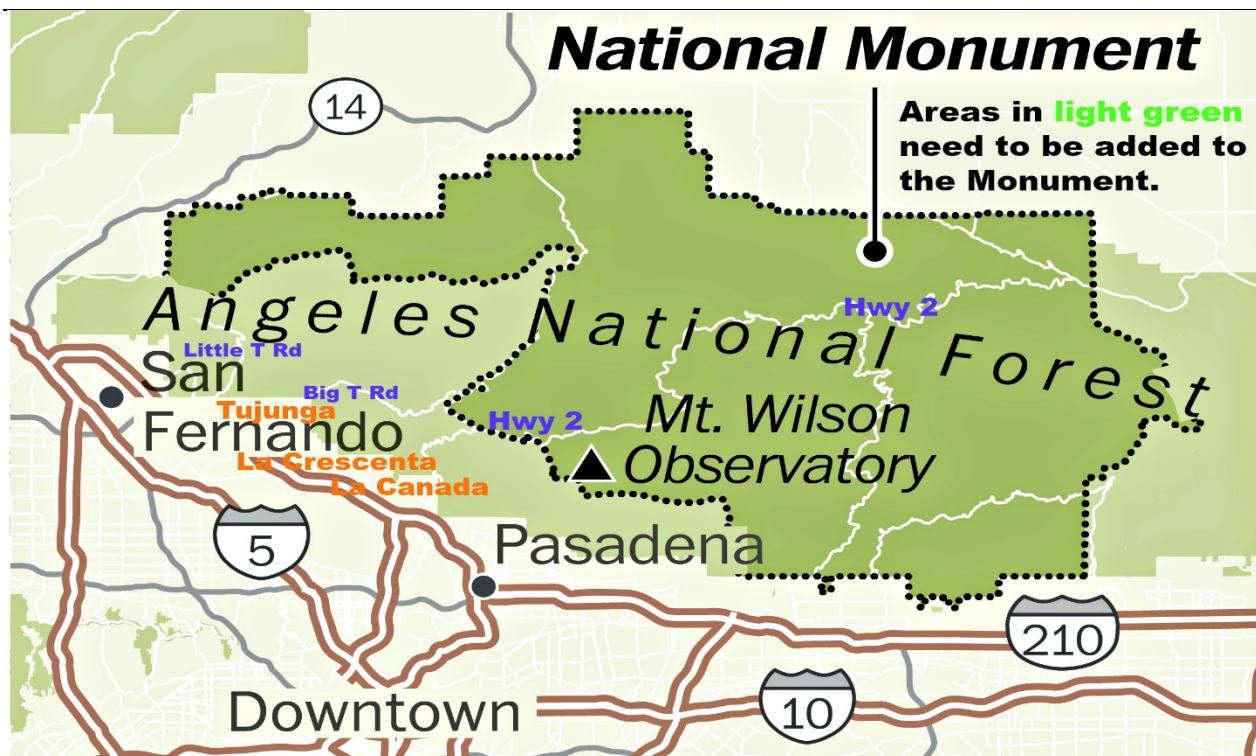 National Monument
Areas in light green
need to be added to
the Monument.
14
Angeles National Forest
Hwy 2
Little T Rd
San
Fernando
Big T Rd
Tujunga
Hwy 2
Mt. Wilson
Observatory
La Crescenta
La Canada
5
Pasadena
210
10
Downtown